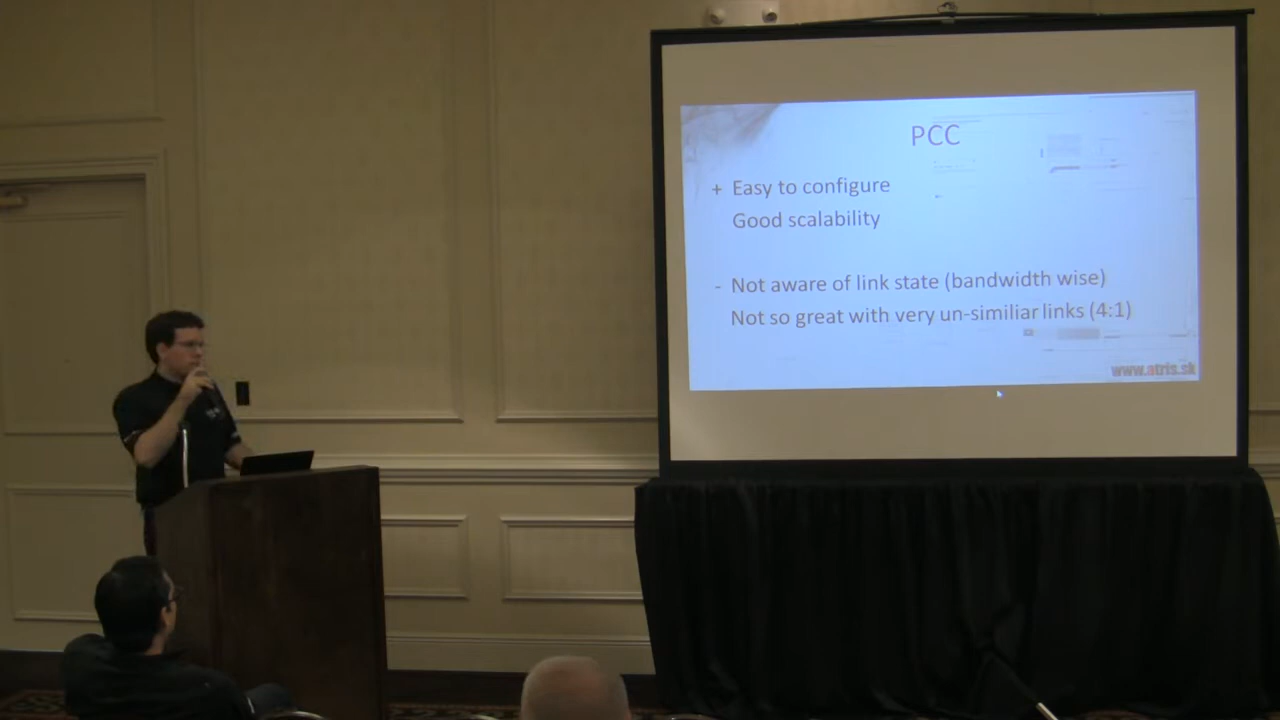 PCC
+ Easy to configure
Good scalability
- Not aware of link state (bandwidth wise)
Not so great with very un-similiar links (4:1)
www.atris.sk